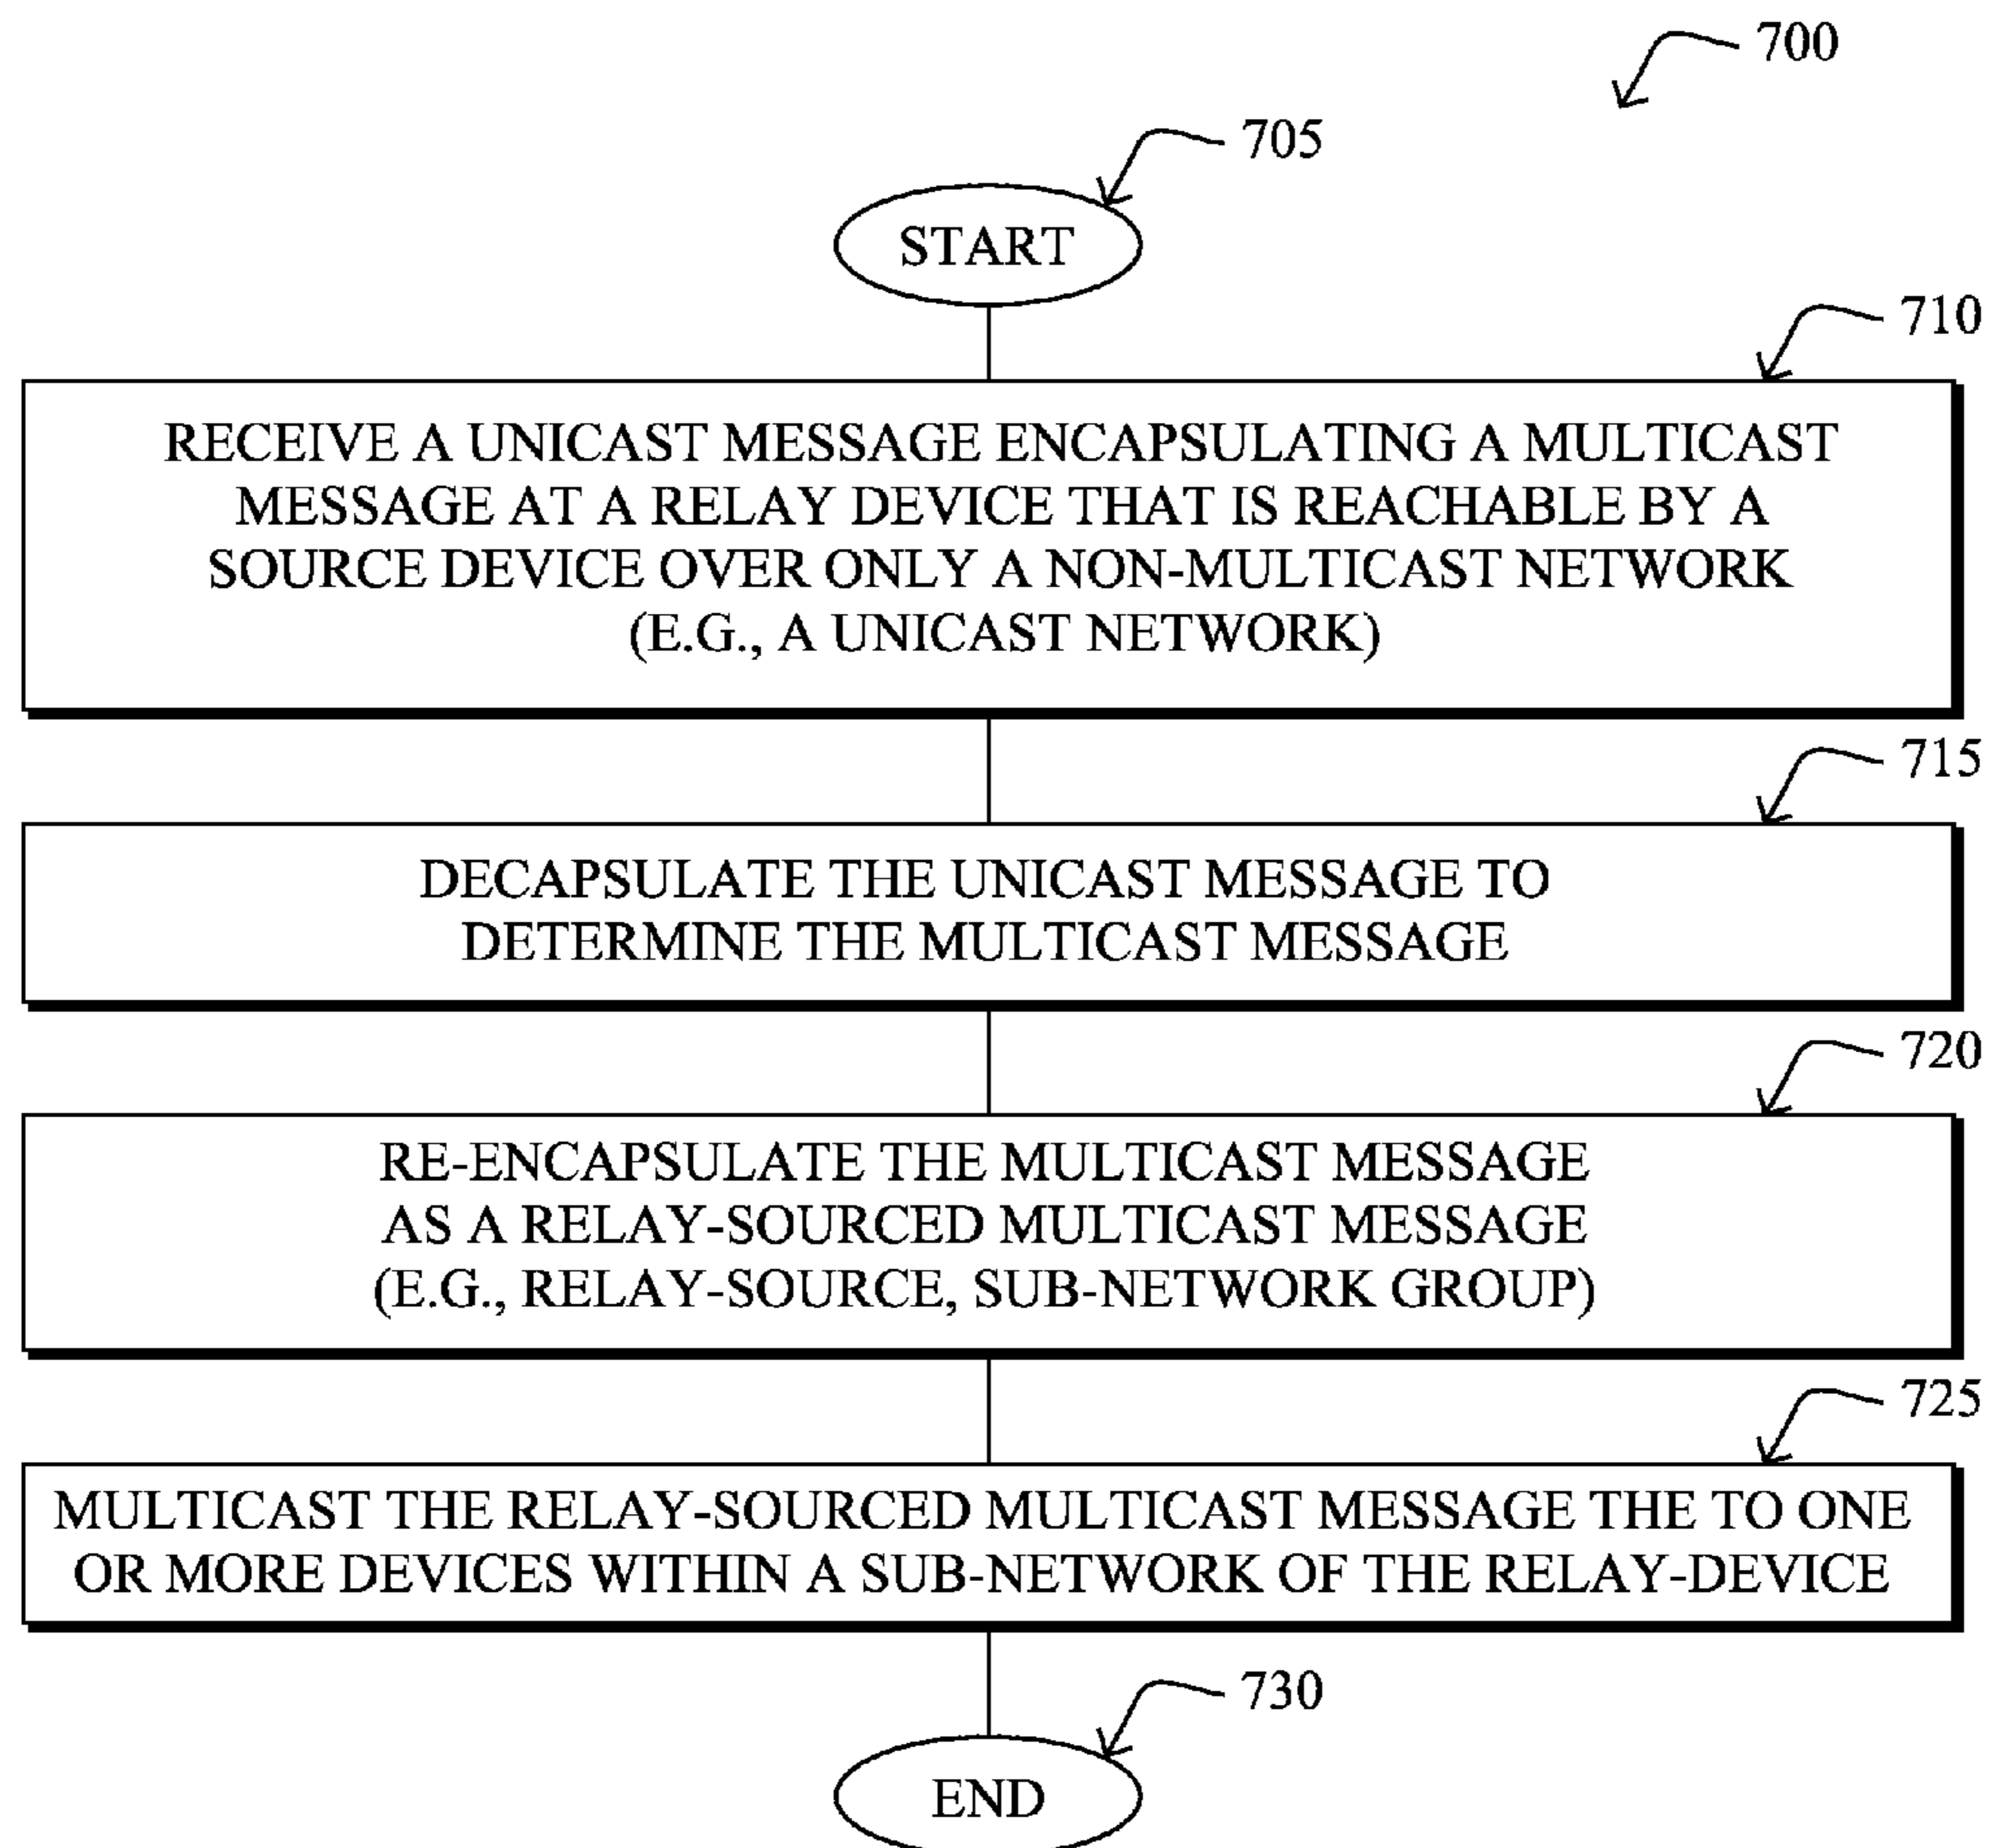 700
705
START
710
RECEIVE A UNICAST MESSAGE ENCAPSULATING A MULTICAST
MESSAGE AT A RELAY DEVICE THAT IS REACHABLE BY A
SOURCE DEVICE OVER ONLY A NON-MULTICAST NETWORK
(E.G., A UNICAST NETWORK)
715
DECAPSULATE THE UNICAST MESSAGE TO
DETERMINE THE MULTICAST MESSAGE
720
RE-ENCAPSULATE THE MULTICAST MESSAGE
AS A RELAY-SOURCED MULTICAST MESSAGE
(E.G., RELAY-SOURCE, SUB-NETWORK GROUP)
725
MULTICAST THE RELAY-SOURCED MULTICAST MESSAGE THE TO ONE
OR MORE DEVICES WITHIN A SUB-NETWORK OF THE RELAY-DEVICE
730
END